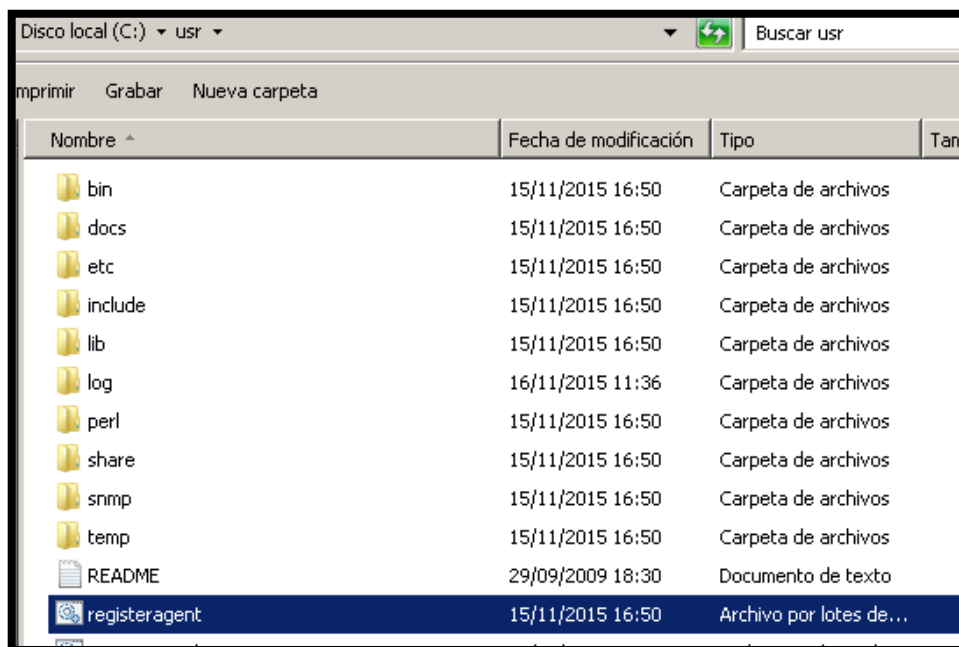 Disco local (C:) usr Buscar usr
mprimir Grabar Nueva carpeta
Nombre Fecha de modificación Tipo Tam
bin 15/11/2015 16:50 Carpeta de archivos
docs 15/11/2015 16:50 Carpeta de archivos
etc 15/11/2015 16:50 Carpeta de archivos
include 15/11/2015 16:50 Carpeta de archivos
lib 15/11/2015 16:50 Carpeta de archivos
log 16/11/2015 11:36 Carpeta de archivos
perl 15/11/2015 16:50 Carpeta de archivos
share 15/11/2015 16:50 Carpeta de archivos
snmp 15/11/2015 16:50 Carpeta de archivos
temp 15/11/2015 16:50 Carpeta de archivos
README 29/09/2009 18:30 Documento de texto
registeragent 15/11/2015 16:50 Archivo por lotes de...